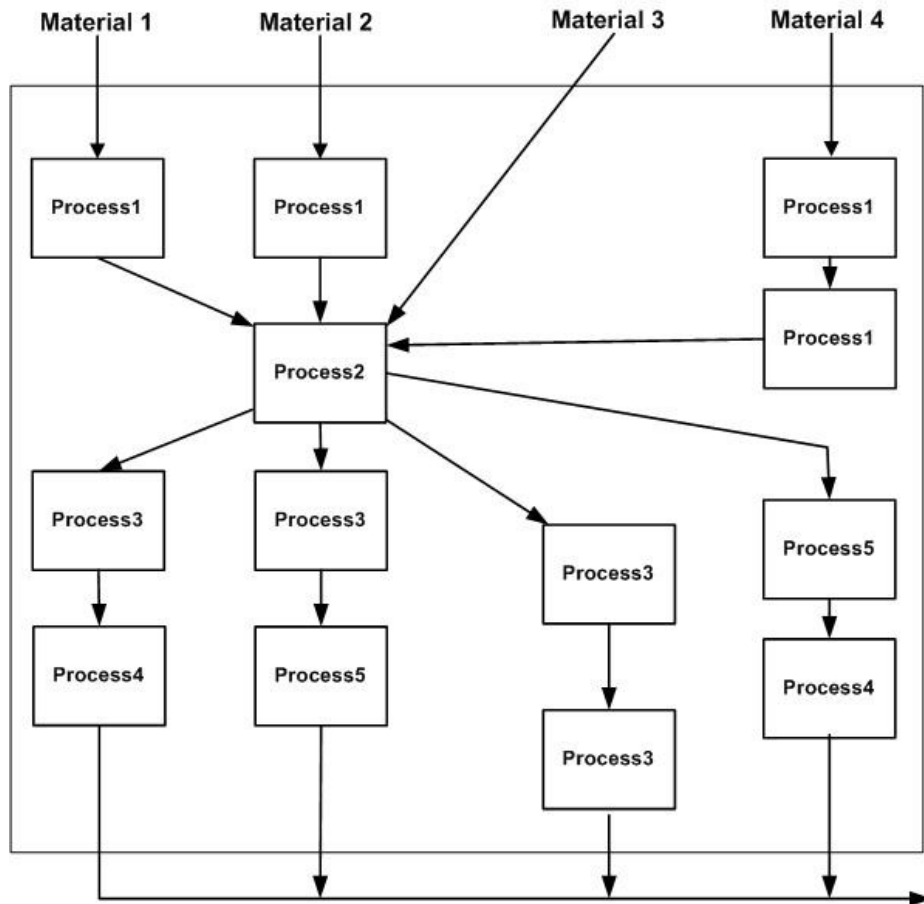 Material 1
Material 2
Material 3
Material 4
Process1
Process1
Process1
Process1
Process2
Process3
Process3
Process5
Process3
Process4
Process5
Process4
Process3